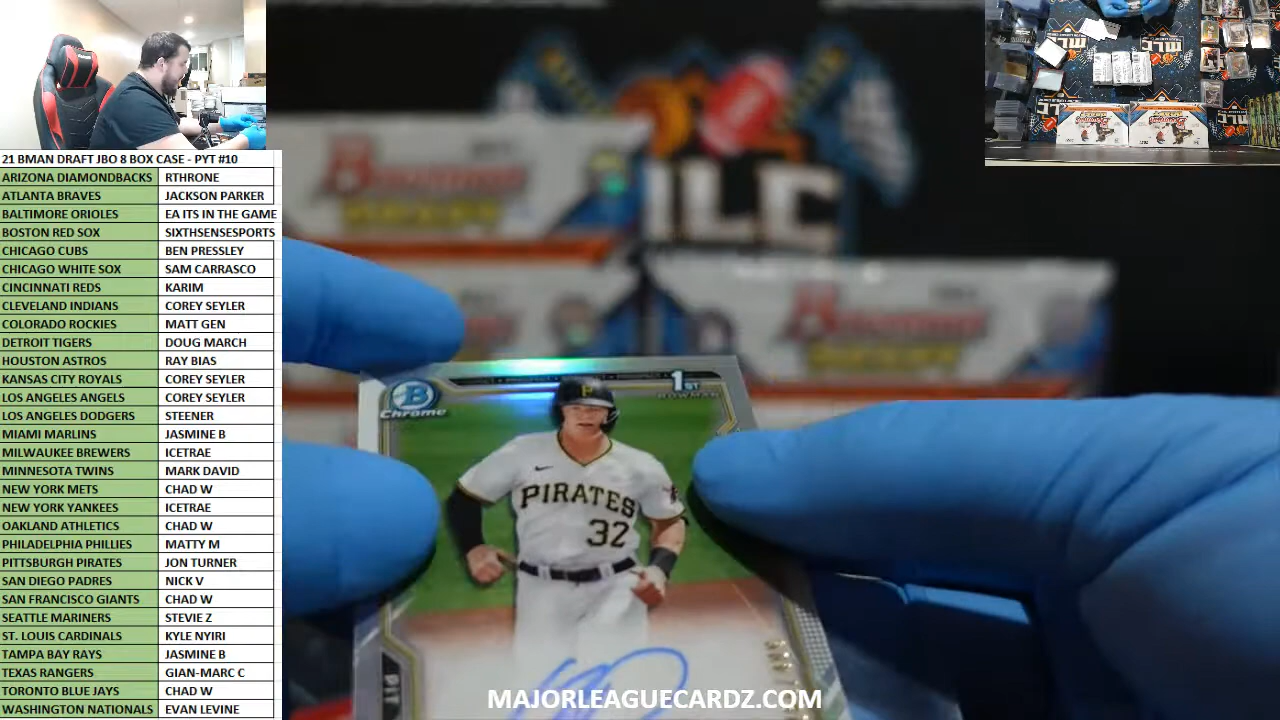 21 BMAN DRAFT JBO 8 BOX CASE - PYT #10
ARIZONA DIAMONDBACKS RTHRONE
ATLANTA BRAVES JACKSON PARKER
BALTIMORE ORIOLES EA ITS IN THE GAME
BOSTON RED SOX SIXTHSENSESPORTS
CHICAGO CUBS BEN PRESSLEY
CHICAGO WHITE SOX SAM CARRASCO
CINCINNATI REDS KARIM
CLEVELAND INDIANS COREY SEYLER
COLORADO ROCKIES MATT GEN
DETROIT TIGERS DOUG MARCH
HOUSTON ASTROS RAY BIAS
KANSAS CITY ROYALS COREY SEYLER
LOS ANGELES ANGELS COREY SEYLER
LOS ANGELES DODGERS STEENER
MIAMI MARLINS JASMINE B
MILWAUKEE BREWERS ICETRAE
MINNESOTA TWINS MARK DAVID
NEW YORK METS CHAD W
NEW YORK YANKEES ICETRAE
OAKLAND ATHLETICS CHAD W
PHILADELPHIA PHILLIES MATTY M
PITTSBURGH PIRATES JON TURNER
SAN DIEGO PADRES NICK V
SAN FRANCISCO GIANTS CHAD W
SEATTLE MARINERS STEVIE Z
ST. LOUIS CARDINALS KYLE NYIRI
TAMPA BAY RAYS JASMINE B
TEXAS RANGERS GIAN-MARC C
TORONTO BLUE JAYS CHAD W
WASHINGTON NATIONALS EVAN LEVINE
B
Chrome
1ST
BOWMAN
P
PIRATES
32
PIT
MAJORLEAGUECARDZ.COM